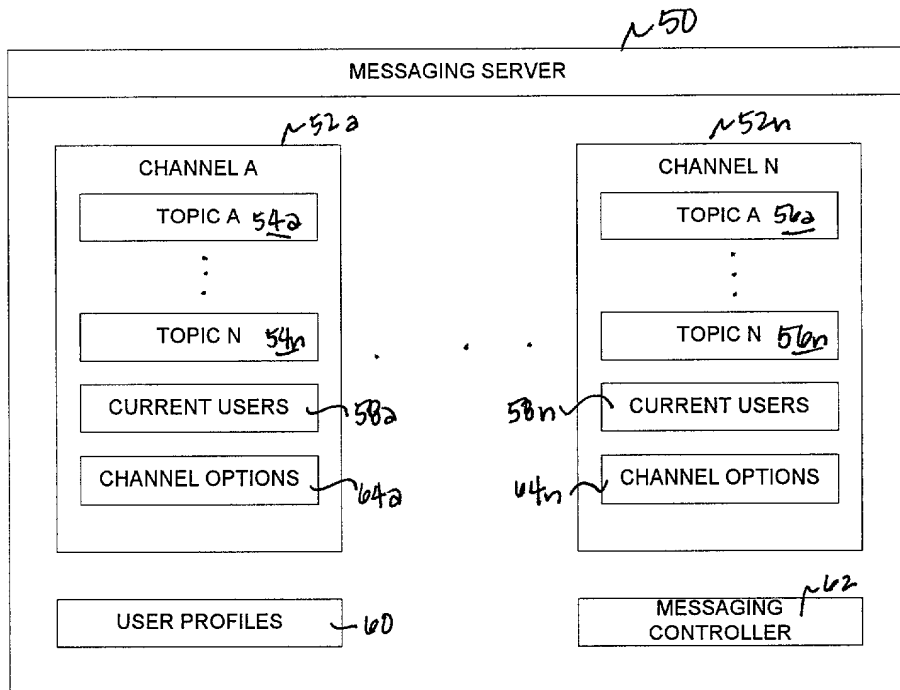 50
MESSAGING SERVER
52a
CHANNEL A
TOPIC A 54a
TOPIC N 54n
CURRENT USERS
58a
CHANNEL OPTIONS
64a
52n
CHANNEL N
TOPIC A 56a
TOPIC N 56n
58n
CURRENT USERS
64n
CHANNEL OPTIONS
USER PROFILES
60
62
MESSAGING
CONTROLLER